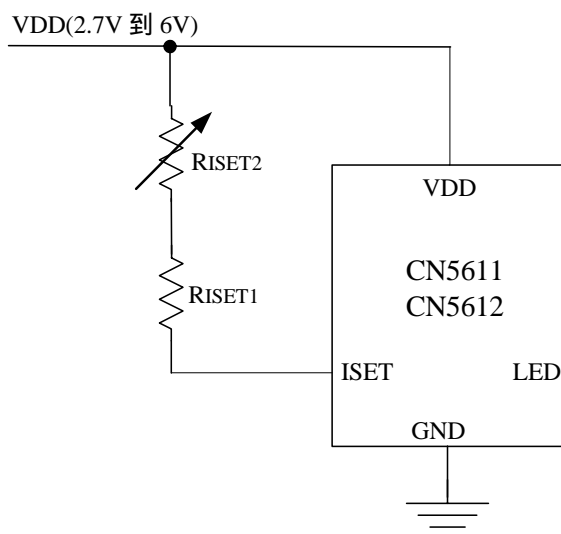 VDD(2.7V 到 6V)
RISET2
VDD
CN5611
CN5612
RISET1
ISET
LED
GND